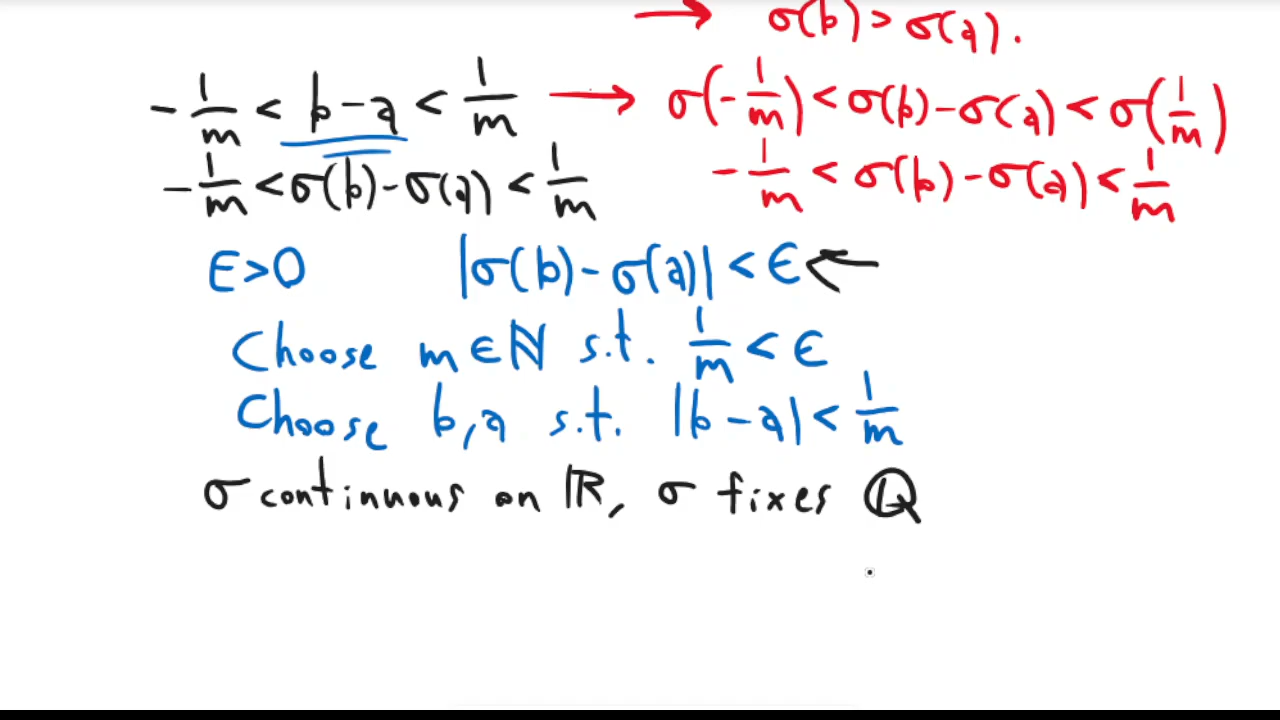 → σ(b) > σ(a).
-1/m < b - a < 1/m → σ(-1/m) < σ(b) - σ(a) < σ(1/m)
-1/m < σ(b) - σ(a) < 1/m
-1/m < σ(b) - σ(a) < 1/m
ε > 0 |σ(b) - σ(a)| < ε ←
Choose m ∈ ℕ s.t. 1/m < ε
Choose b, a s.t. |b - a| < 1/m
σ continuous on ℝ, σ fixes ℚ